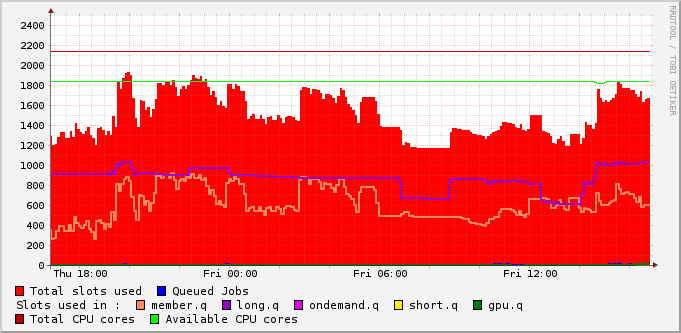 RRDTOOL / TOBI OETIKER
2400
2200
2000
1800
1600
1400
1200
1000
800
600
400
200
0
Thu 18:00 Fri 00:00 Fri 06:00 Fri 12:00
Total slots used Queued Jobs
Slots used in : member.q long.q ondemand.q short.q gpu.q
Total CPU cores Available CPU cores